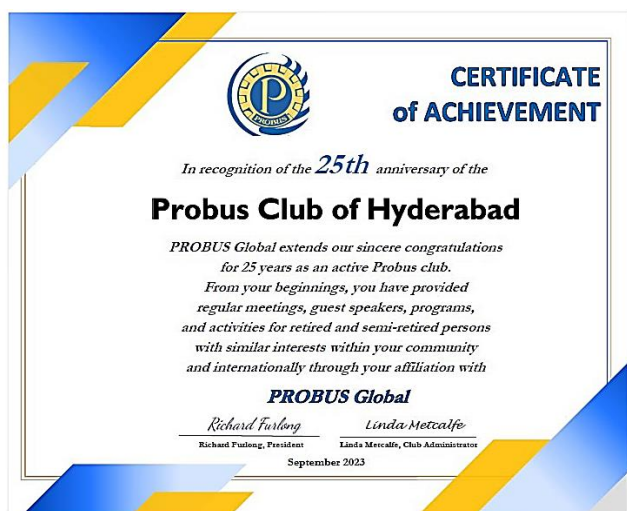 P
PROBUS
CERTIFICATE
of ACHIEVEMENT
In recognition of the 25th anniversary of the
Probus Club of Hyderabad
PROBUS Global extends our sincere congratulations
for 25 years as an active Probus club.
From your beginnings, you have provided
regular meetings, guest speakers, programs,
and activities for retired and semi-retired persons
with similar interests within your community
and internationally through your affiliation with
PROBUS Global
Richard Furlong Linda Metcalfe
Richard Furlong, President Linda Metcalfe, Club Administrator
September 2023